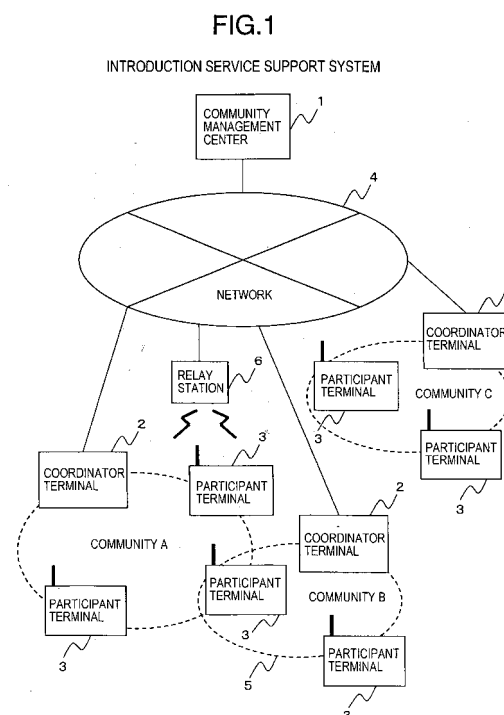 FIG.1
INTRODUCTION SERVICE SUPPORT SYSTEM
COMMUNITY
MANAGEMENT
CENTER
1
4
NETWORK
RELAY
STATION
6
COORDINATOR
TERMINAL
PARTICIPANT
TERMINAL
COMMUNITY C
3
PARTICIPANT
TERMINAL
3
2
COORDINATOR
TERMINAL
3
PARTICIPANT
TERMINAL
COMMUNITY A
2
COORDINATOR
TERMINAL
PARTICIPANT
TERMINAL
3
PARTICIPANT
TERMINAL
3
COMMUNITY B
5
PARTICIPANT
TERMINAL